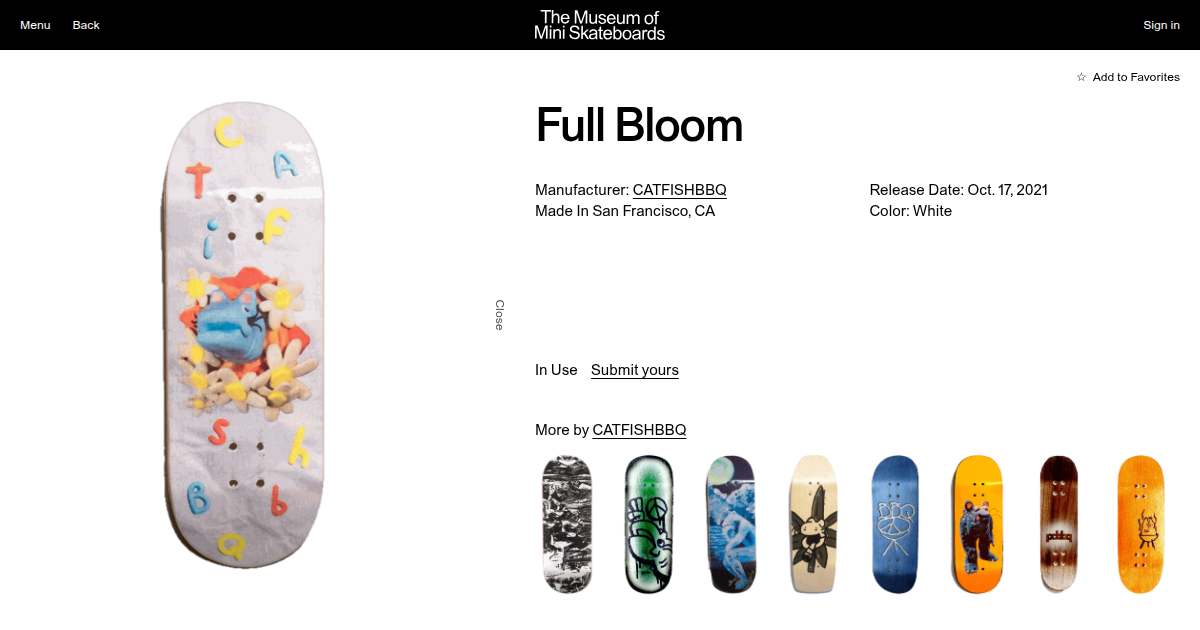 Menu
Back
The Museum of
Mini Skateboards
Sign in
☆ Add to Favorites
C
A
T
F
i
s
h
B
b
Q
Full Bloom
Manufacturer: CATFISHBBQ
Made In San Francisco, CA
Release Date: Oct. 17, 2021
Color: White
Close
In Use
Submit yours
More by CATFISHBBQ
BBQ